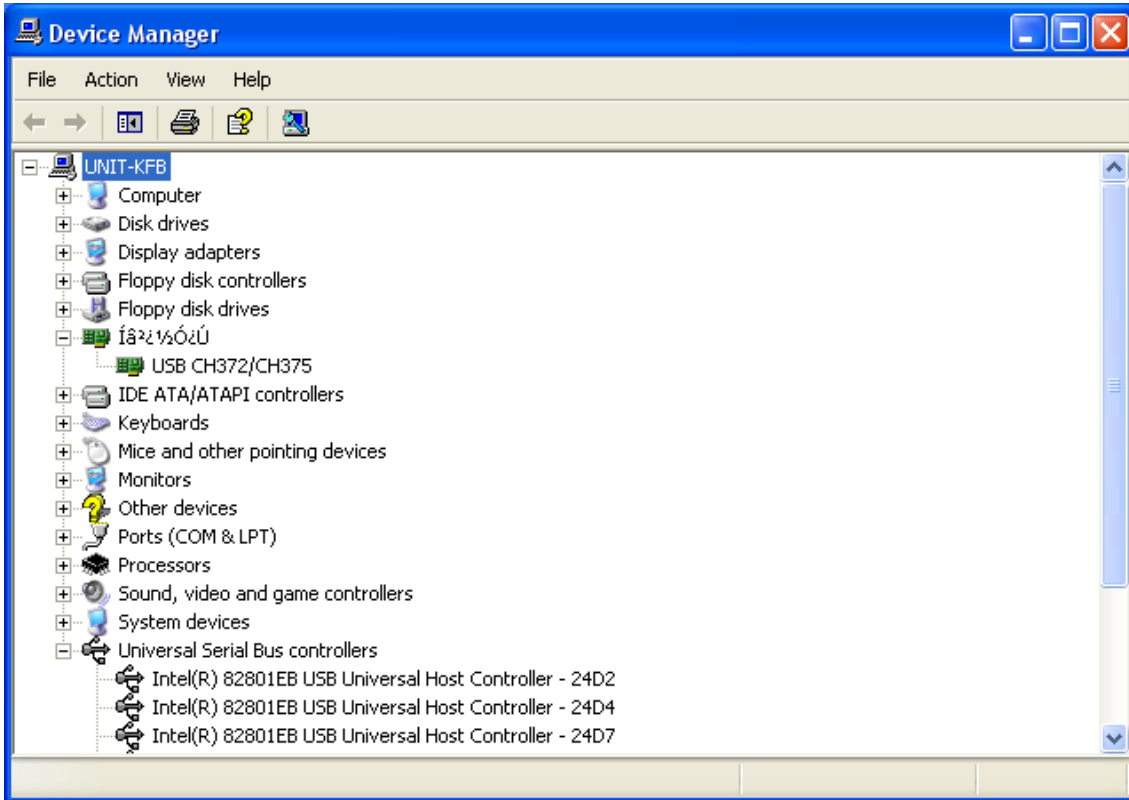 Device Manager
File Action View Help
UNIT-KFB
Computer
Disk drives
Display adapters
Floppy disk controllers
Floppy disk drives
Íⲿ½Ó¿Ú
USB CH372/CH375
IDE ATA/ATAPI controllers
Keyboards
Mice and other pointing devices
Monitors
Other devices
Ports (COM & LPT)
Processors
Sound, video and game controllers
System devices
Universal Serial Bus controllers
Intel(R) 82801EB USB Universal Host Controller - 24D2
Intel(R) 82801EB USB Universal Host Controller - 24D4
Intel(R) 82801EB USB Universal Host Controller - 24D7